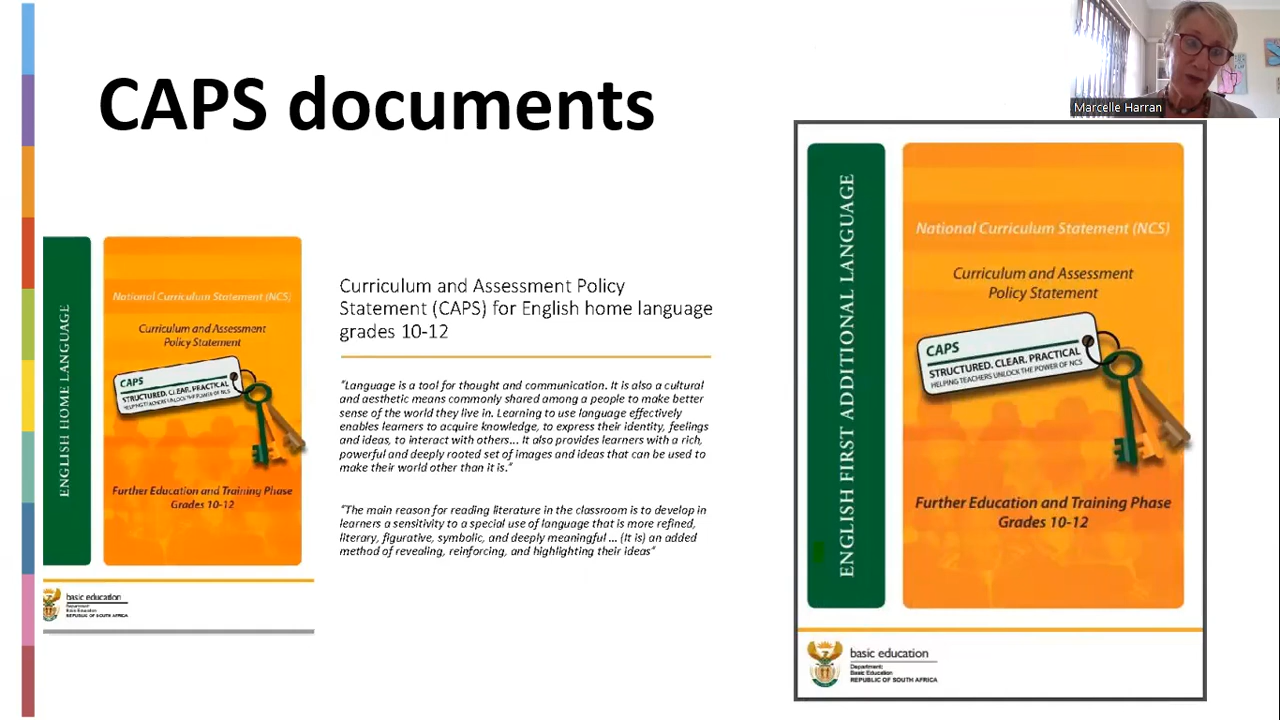 CAPS documents
Marcelle Harran
ENGLISH HOME LANGUAGE
National Curriculum Statement (NCS)
Curriculum and Assessment
Policy Statement
CAPS
STRUCTURED. CLEAR. PRACTICAL
HELPING TEACHERS UNLOCK THE POWER OF NCS
Further Education and Training Phase
Grades 10-12
basic education
Department:
Basic Education
REPUBLIC OF SOUTH AFRICA
Curriculum and Assessment Policy
Statement (CAPS) for English home language
grades 10-12
"Language is a tool for thought and communication. It is also a cultural
and aesthetic means commonly shared among a people to make better
sense of the world they live in. Learning to use language effectively
enables learners to acquire knowledge, to express their identity, feelings
and ideas, to interact with others... It also provides learners with a rich,
powerful and deeply rooted set of images and ideas that can be used to
make their world other than it is."
"The main reason for reading literature in the classroom is to develop in
learners a sensitivity to a special use of language that is more refined,
literary, figurative, symbolic, and deeply meaningful ... (It is) an added
method of revealing, reinforcing, and highlighting their ideas"
ENGLISH FIRST ADDITIONAL LANGUAGE
National Curriculum Statement (NCS)
Curriculum and Assessment
Policy Statement
CAPS
STRUCTURED. CLEAR. PRACTICAL
HELPING TEACHERS UNLOCK THE POWER OF NCS
Further Education and Training Phase
Grades 10-12
basic education
Department:
Basic Education
REPUBLIC OF SOUTH AFRICA